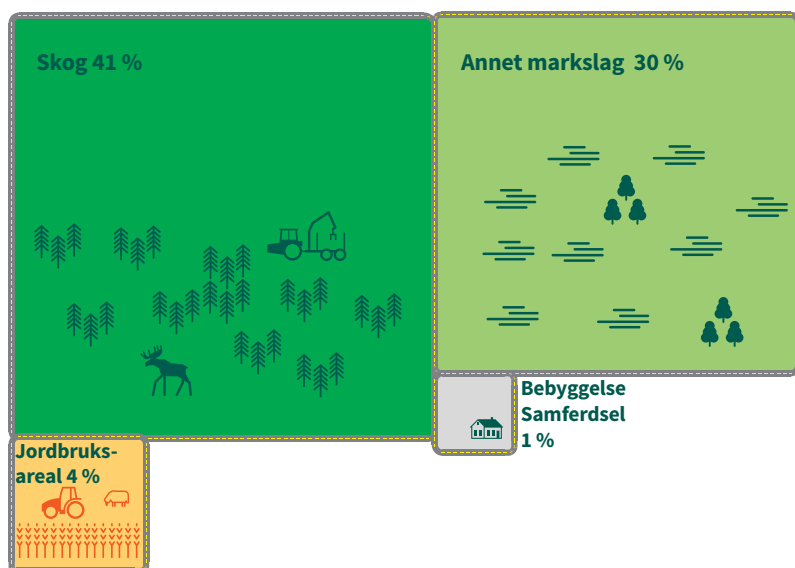 Skog 41 %
Annet markslag 30 %
Bebyggelse
Samferdsel
1 %
Jordbruks-
areal 4 %